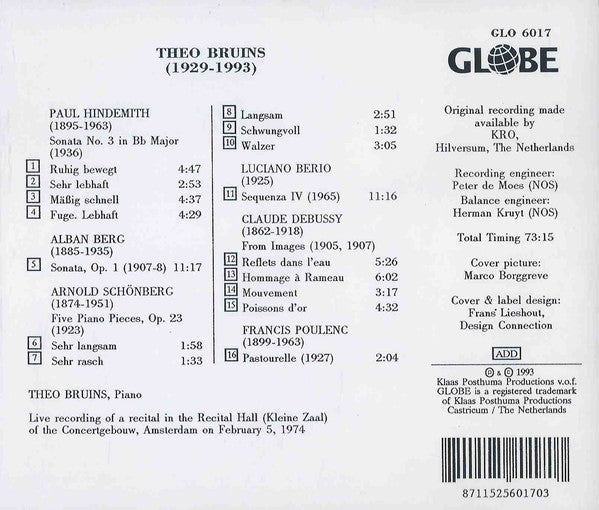 THEO BRUINS
(1929-1993)
PAUL HINDEMITH
(1895-1963)
Sonata No. 3 in Bb Major
(1936)
1 Ruhig bewegt 4:47
2 Sehr lebhaft 2:53
3 Mäßig schnell 4:37
4 Fuge. Lebhaft 4:29
ALBAN BERG
(1885-1935)
5 Sonata, Op. 1 (1907-8) 11:17
ARNOLD SCHÖNBERG
(1874-1951)
Five Piano Pieces, Op. 23
(1923)
6 Sehr langsam 1:58
7 Sehr rasch 1:33
8 Langsam 2:51
9 Schwungvoll 1:32
10 Walzer 3:05
LUCIANO BERIO
(1925)
11 Sequenza IV (1965) 11:16
CLAUDE DEBUSSY
(1862-1918)
From Images (1905, 1907)
12 Reflets dans l'eau 5:26
13 Hommage à Rameau 6:02
14 Mouvement 3:17
15 Poissons d'or 4:32
FRANCIS POULENC
(1899-1963)
16 Pastourelle (1927) 2:04
THEO BRUINS, Piano
Live recording of a recital in the Recital Hall (Kleine Zaal)
of the Concertgebouw, Amsterdam on February 5, 1974
GLO 6017
GLOBE
Original recording made
available by
KRO,
Hilversum, The Netherlands
Recording engineer:
Peter de Moes (NOS)
Balance engineer:
Herman Kruyt (NOS)
Total Timing 73:15
Cover picture:
Marco Borggreve
Cover & label design:
Frans Lieshout,
Design Connection
ADD
℗ & © 1993
Klaas Posthuma Productions v.o.f.
GLOBE is a registered trademark
of Klaas Posthuma Productions
Castricum / The Netherlands
8711525601703